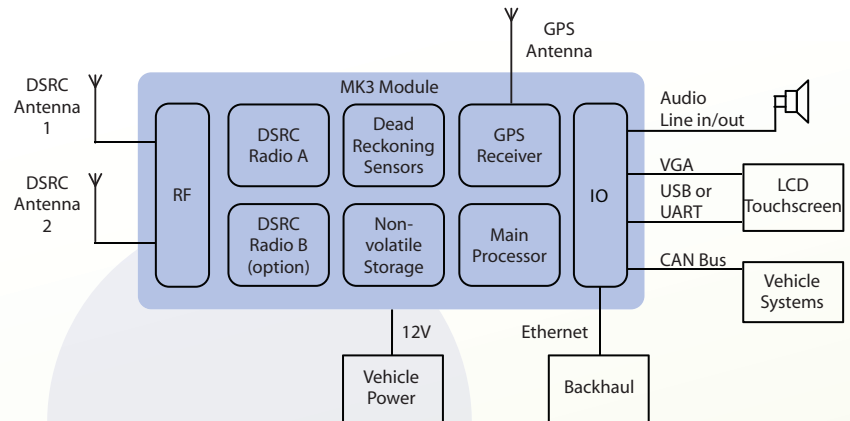 GPS
Antenna
DSRC
Antenna
1
MK3 Module
Audio
Line in/out
DSRC
Radio A
Dead
Reckoning
Sensors
GPS
Receiver
VGA
DSRC
Antenna
2
RF
IO
USB or
UART
LCD
Touchscreen
DSRC
Radio B
(option)
Non-
volatile
Storage
Main
Processor
CAN Bus
Vehicle
Systems
12V
Ethernet
Vehicle
Power
Backhaul